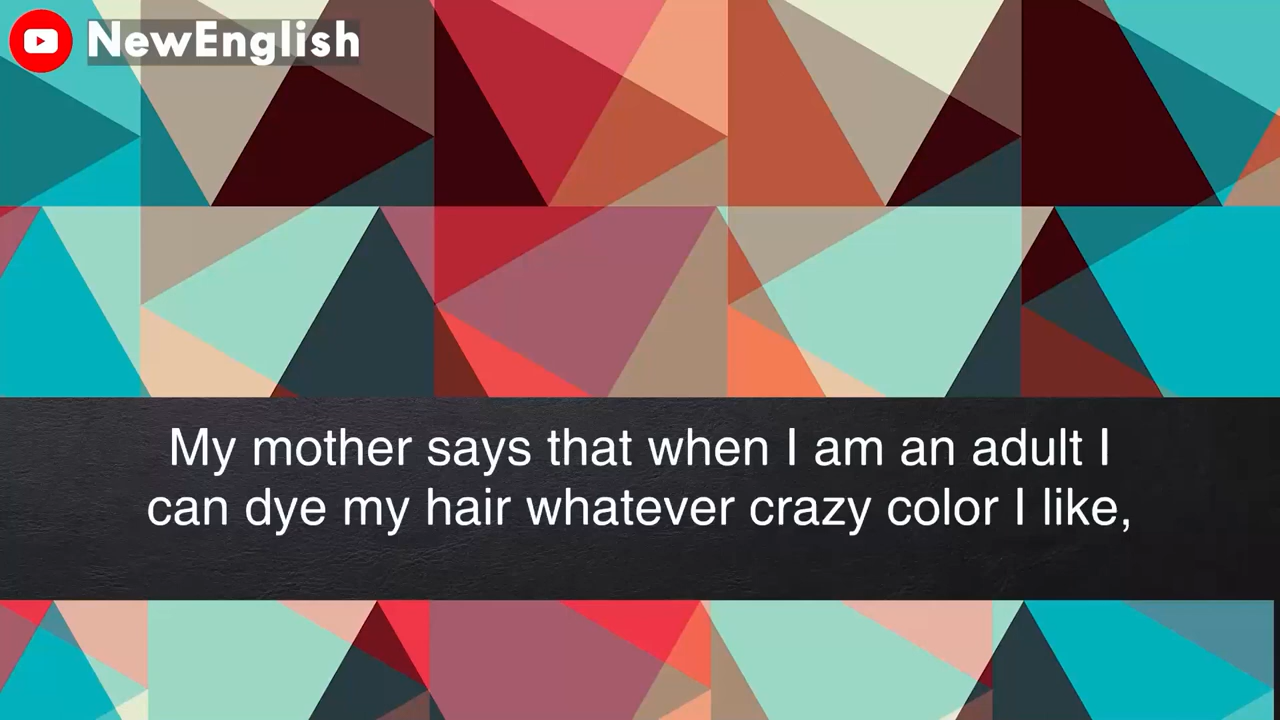 NewEnglish
My mother says that when I am an adult I
can dye my hair whatever crazy color I like,